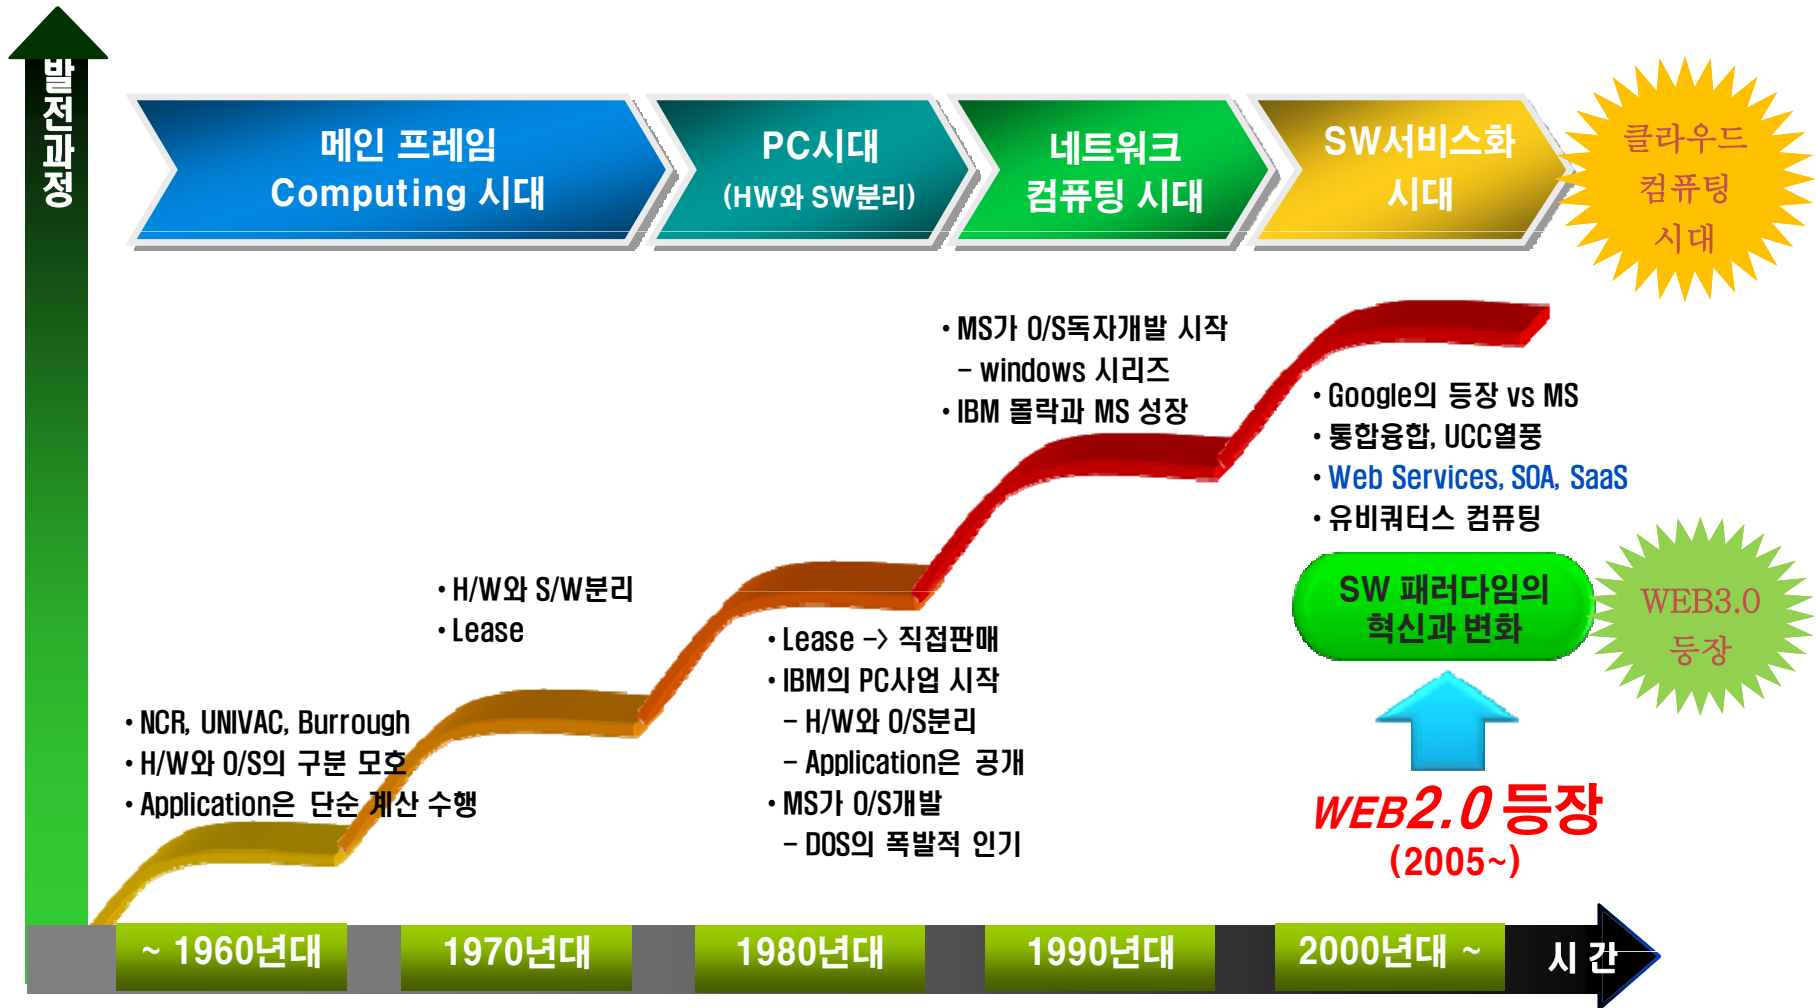 발전과정
메인 프레임
Computing 시대
PC시대
(HW와 SW분리)
네트워크
컴퓨팅 시대
SW서비스화
시대
클라우드
컴퓨팅
시대
• MS가 O/S독자개발 시작
– windows 시리즈
• IBM 몰락과 MS 성장
• Google의 등장 vs MS
• 통합융합, UCC열풍
• Web Services, SOA, SaaS
• 유비쿼터스 컴퓨팅
• H/W와 S/W분리
• Lease
SW 패러다임의
혁신과 변화
WEB3.0
등장
• Lease -> 직접판매
• IBM의 PC사업 시작
– H/W와 O/S분리
– Application은 공개
• MS가 O/S개발
– DOS의 폭발적 인기
• NCR, UNIVAC, Burrough
• H/W와 O/S의 구분 모호
• Application은 단순 계산 수행
WEB2.0 등장
(2005~)
~ 1960년대
1970년대
1980년대
1990년대
2000년대 ~
시 간